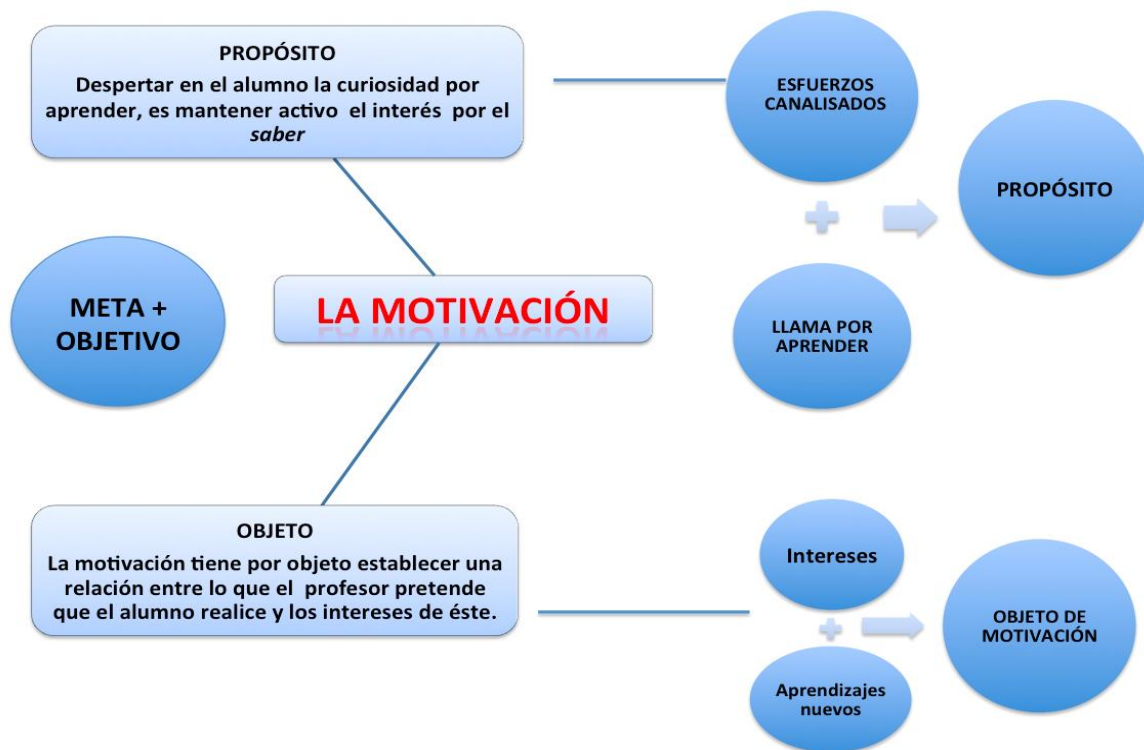 PROPÓSITO
Despertar en el alumno la curiosidad por
aprender, es mantener activo el interés por el
saber
ESFUERZOS
CANALISADOS
+
PROPÓSITO
LLAMA POR
APRENDER
META +
OBJETIVO
LA MOTIVACIÓN
OBJETO
La motivación tiene por objeto establecer una
relación entre lo que el profesor pretende
que el alumno realice y los intereses de éste.
Intereses
+
Aprendizajes
nuevos
OBJETO DE
MOTIVACIÓN